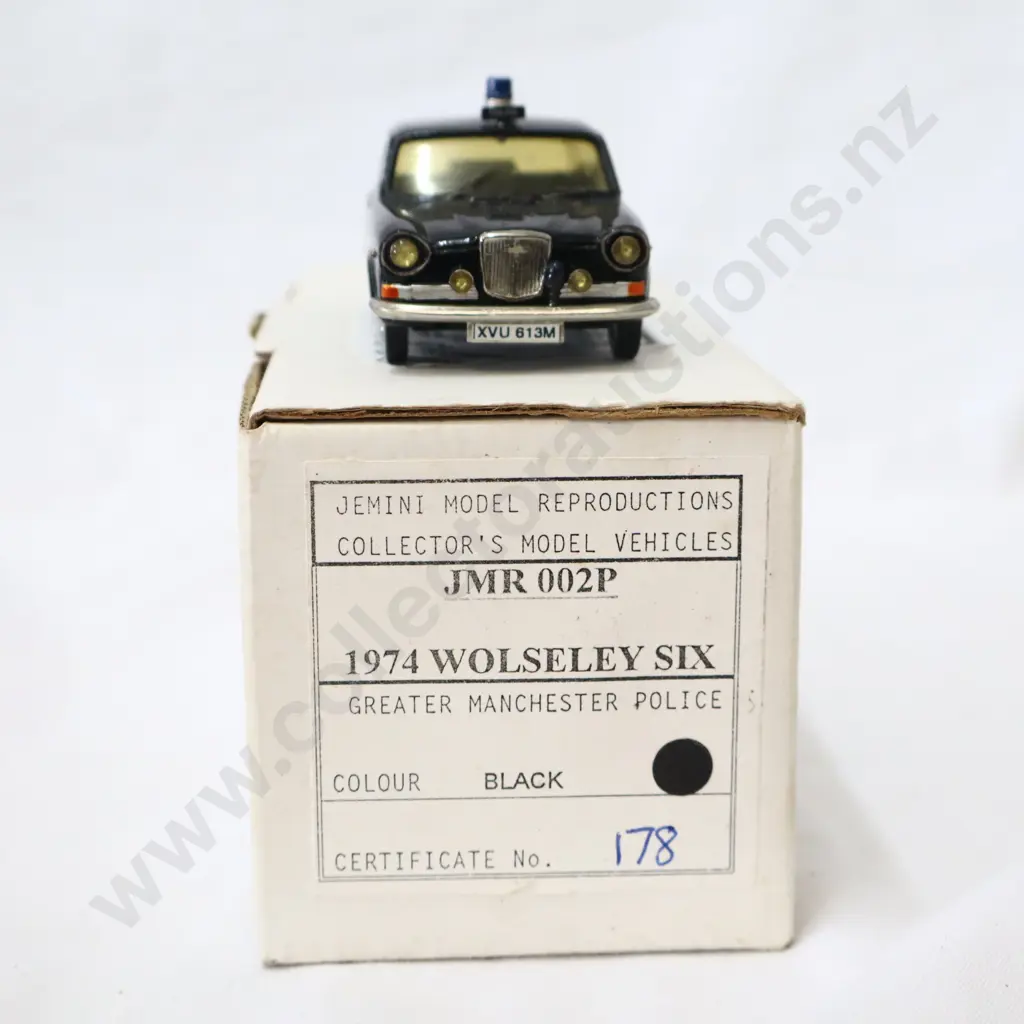 XVU 613M
JEMINI MODEL REPRODUCTIONS
COLLECTOR'S MODEL VEHICLES
JMR 002P
1974 WOLSELEY SIX
GREATER MANCHESTER POLICE
COLOUR BLACK
CERTIFICATE No. 178
www.collectorauctions.nz